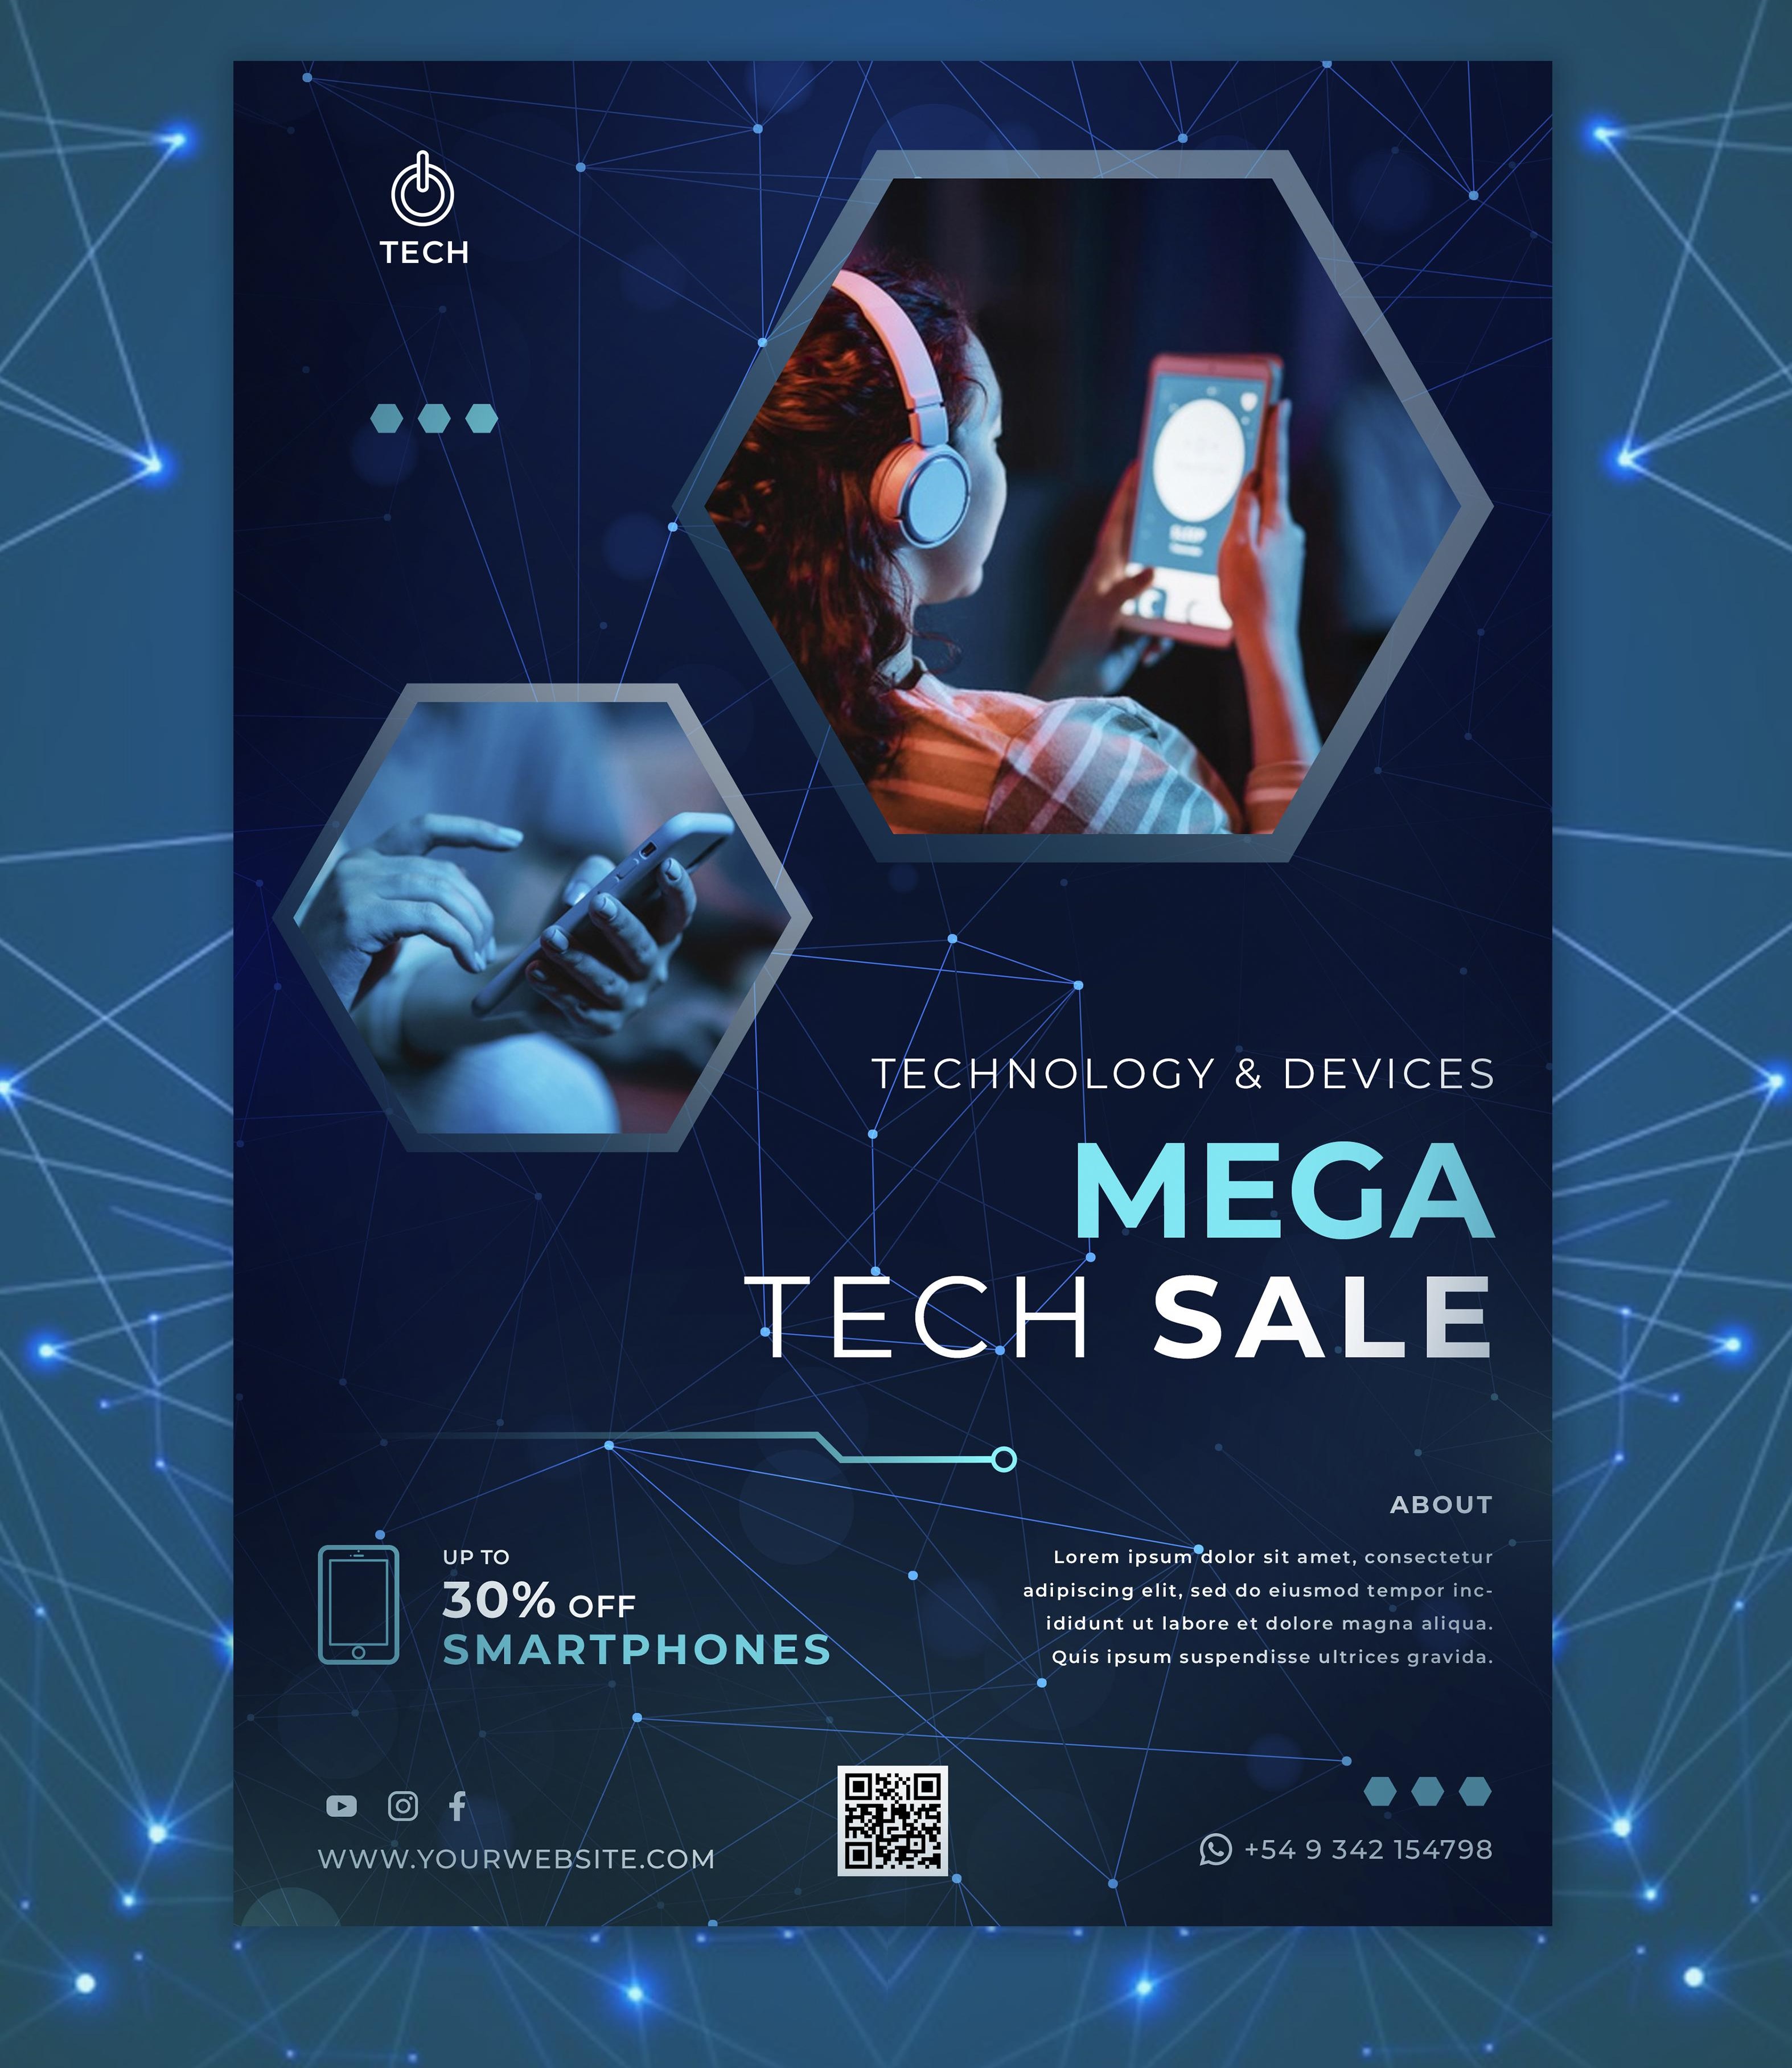 TECH
SLEEP
TECHNOLOGY & DEVICES
MEGA
TECH SALE
ABOUT
Lorem ipsum dolor sit amet, consectetur
adipiscing elit, sed do eiusmod tempor inc-
ididunt ut labore et dolore magna aliqua.
Quis ipsum suspendisse ultrices gravida.
UP TO
30% OFF
SMARTPHONES
WWW.YOURWEBSITE.COM
+54 9 342 154798